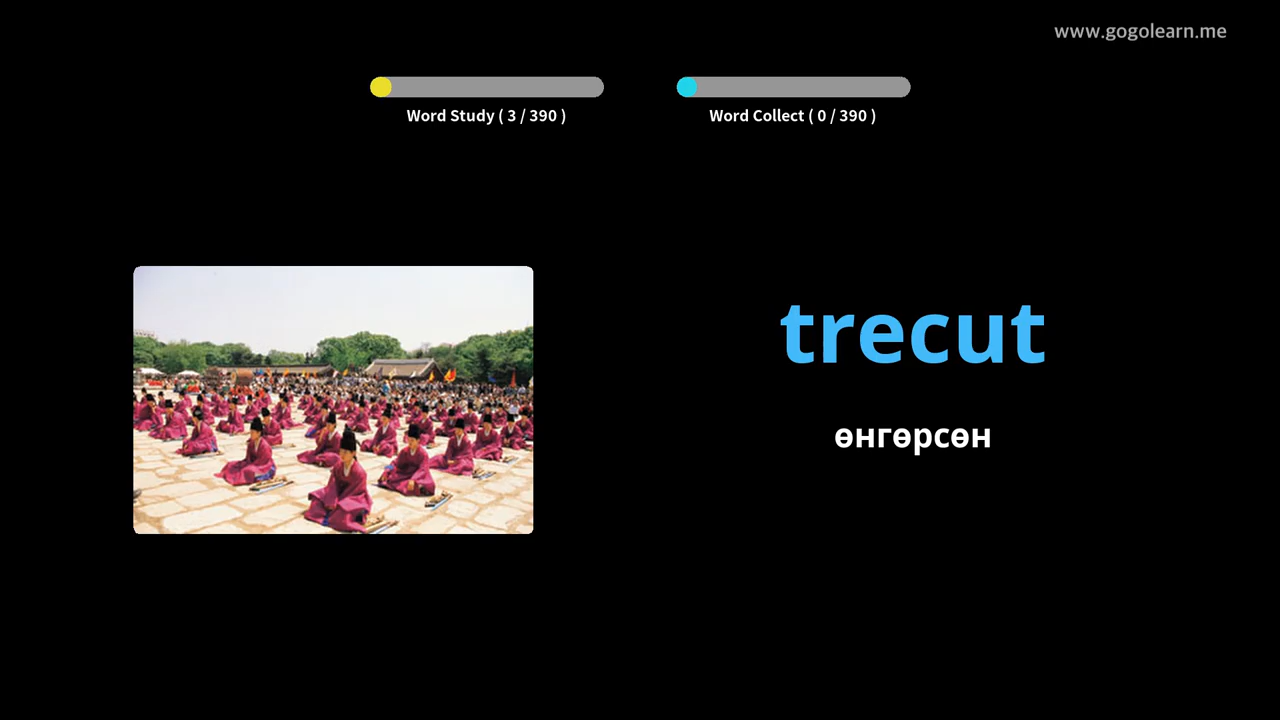 www.gogolearn.me
Word Study ( 3 / 390 )
Word Collect ( 0 / 390 )
trecut
өнгөрсөн